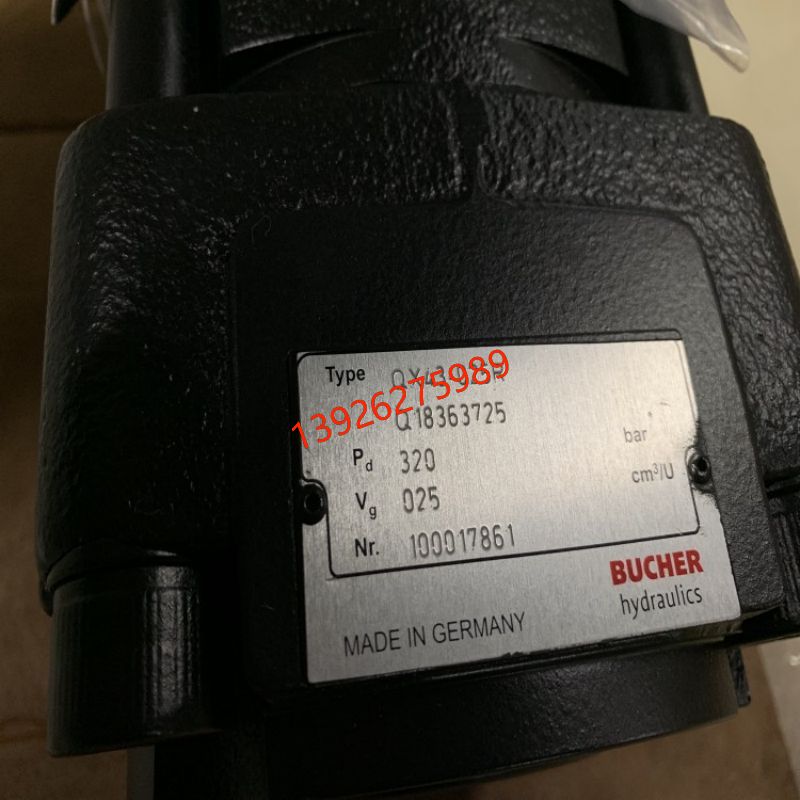 Type
13926275989
Q18363725
Pd 320 bar
Vg 025 cm³/U
Nr. 100017861
BUCHER
hydraulics
MADE IN GERMANY